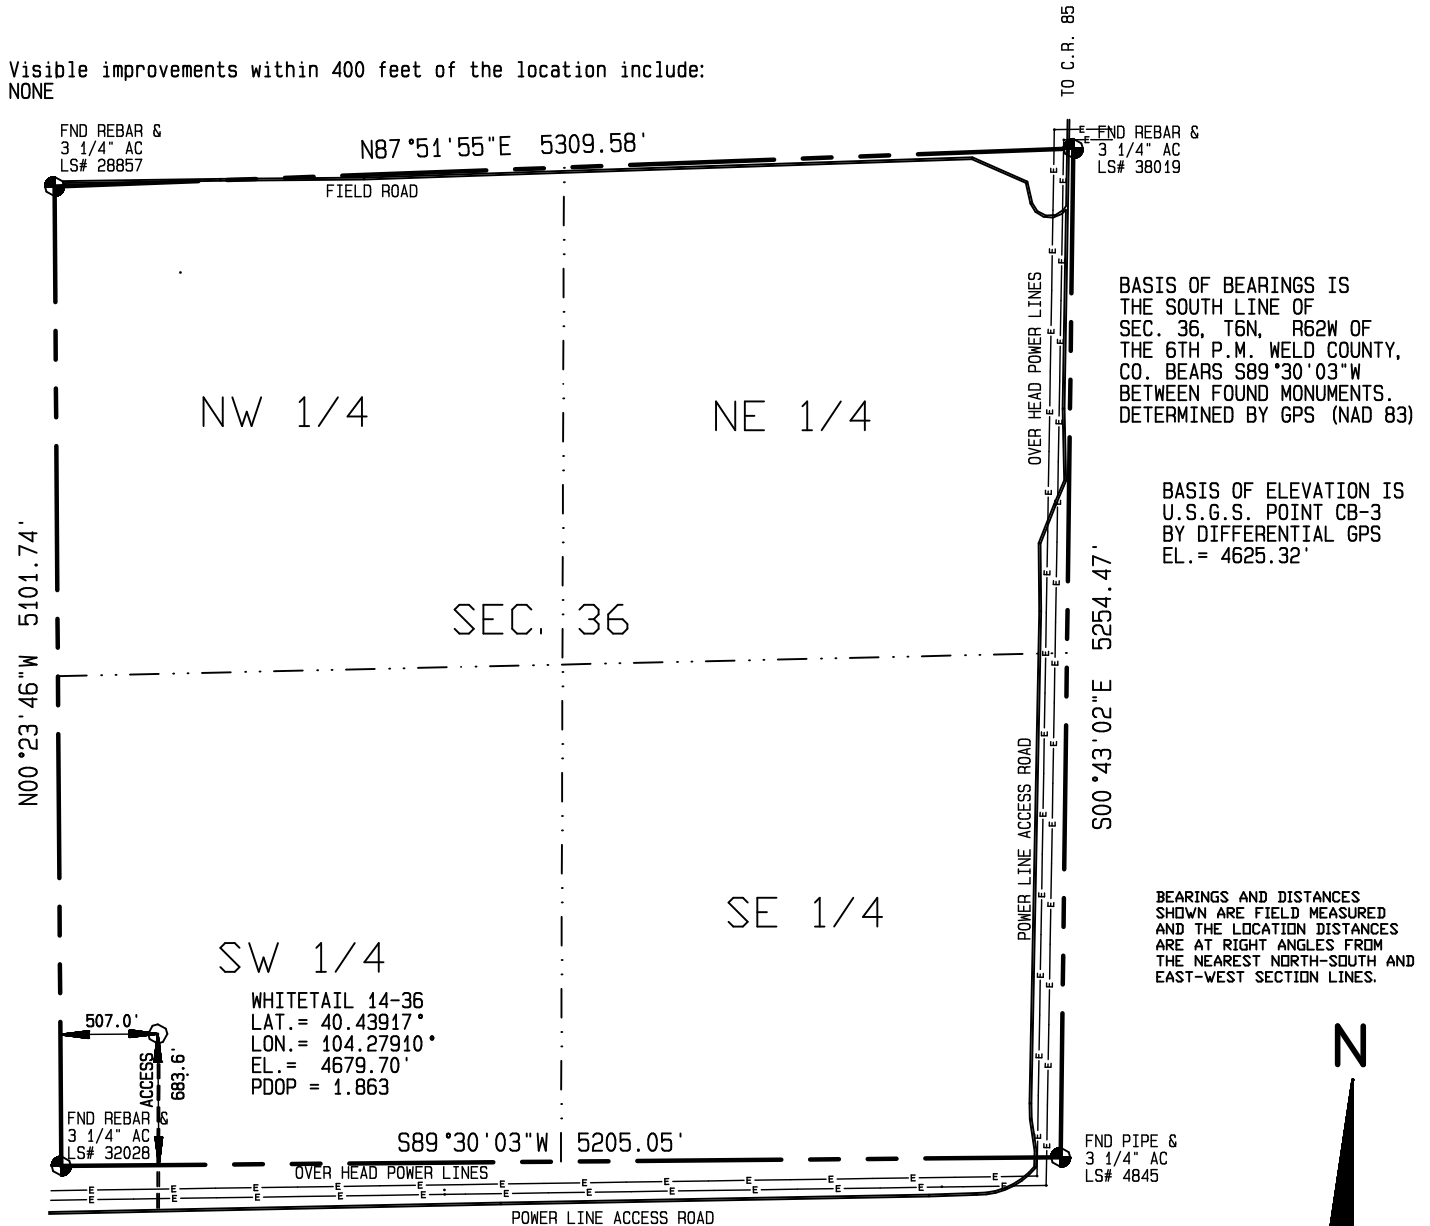 TO C.R. 85
Visible improvements within 400 feet of the location include:
NONE
FND REBAR &
3 1/4" AC
LS# 28857
N87°51'55"E 5309.58'
FIELD ROAD
E
E
FND REBAR &
3 1/4" AC
LS# 38019
OVER HEAD POWER LINES
BASIS OF BEARINGS IS
THE SOUTH LINE OF
SEC. 36, T6N, R62W OF
THE 6TH P.M. WELD COUNTY,
CO. BEARS S89°30'03"W
BETWEEN FOUND MONUMENTS.
DETERMINED BY GPS (NAD 83)
NW 1/4
NE 1/4
BASIS OF ELEVATION IS
U.S.G.S. POINT CB-3
BY DIFFERENTIAL GPS
EL.= 4625.32'
N00°23'46"W 5101.74'
SEC. 36
S00°43'02"E 5254.47'
POWER LINE ACCESS ROAD
SW 1/4
SE 1/4
BEARINGS AND DISTANCES
SHOWN ARE FIELD MEASURED
AND THE LOCATION DISTANCES
ARE AT RIGHT ANGLES FROM
THE NEAREST NORTH-SOUTH AND
EAST-WEST SECTION LINES.
WHITETAIL 14-36
LAT.= 40.43917°
LON.= 104.27910°
EL.= 4679.70'
PDOP = 1.863
507.0'
ACCESS
683.6'
N
FND REBAR &
3 1/4" AC
LS# 32028
S89°30'03"W 5205.05'
OVER HEAD POWER LINES
FND PIPE &
3 1/4" AC
LS# 4845
E E E E E E E E E E E E
E E E E E E E E E E E
POWER LINE ACCESS ROAD